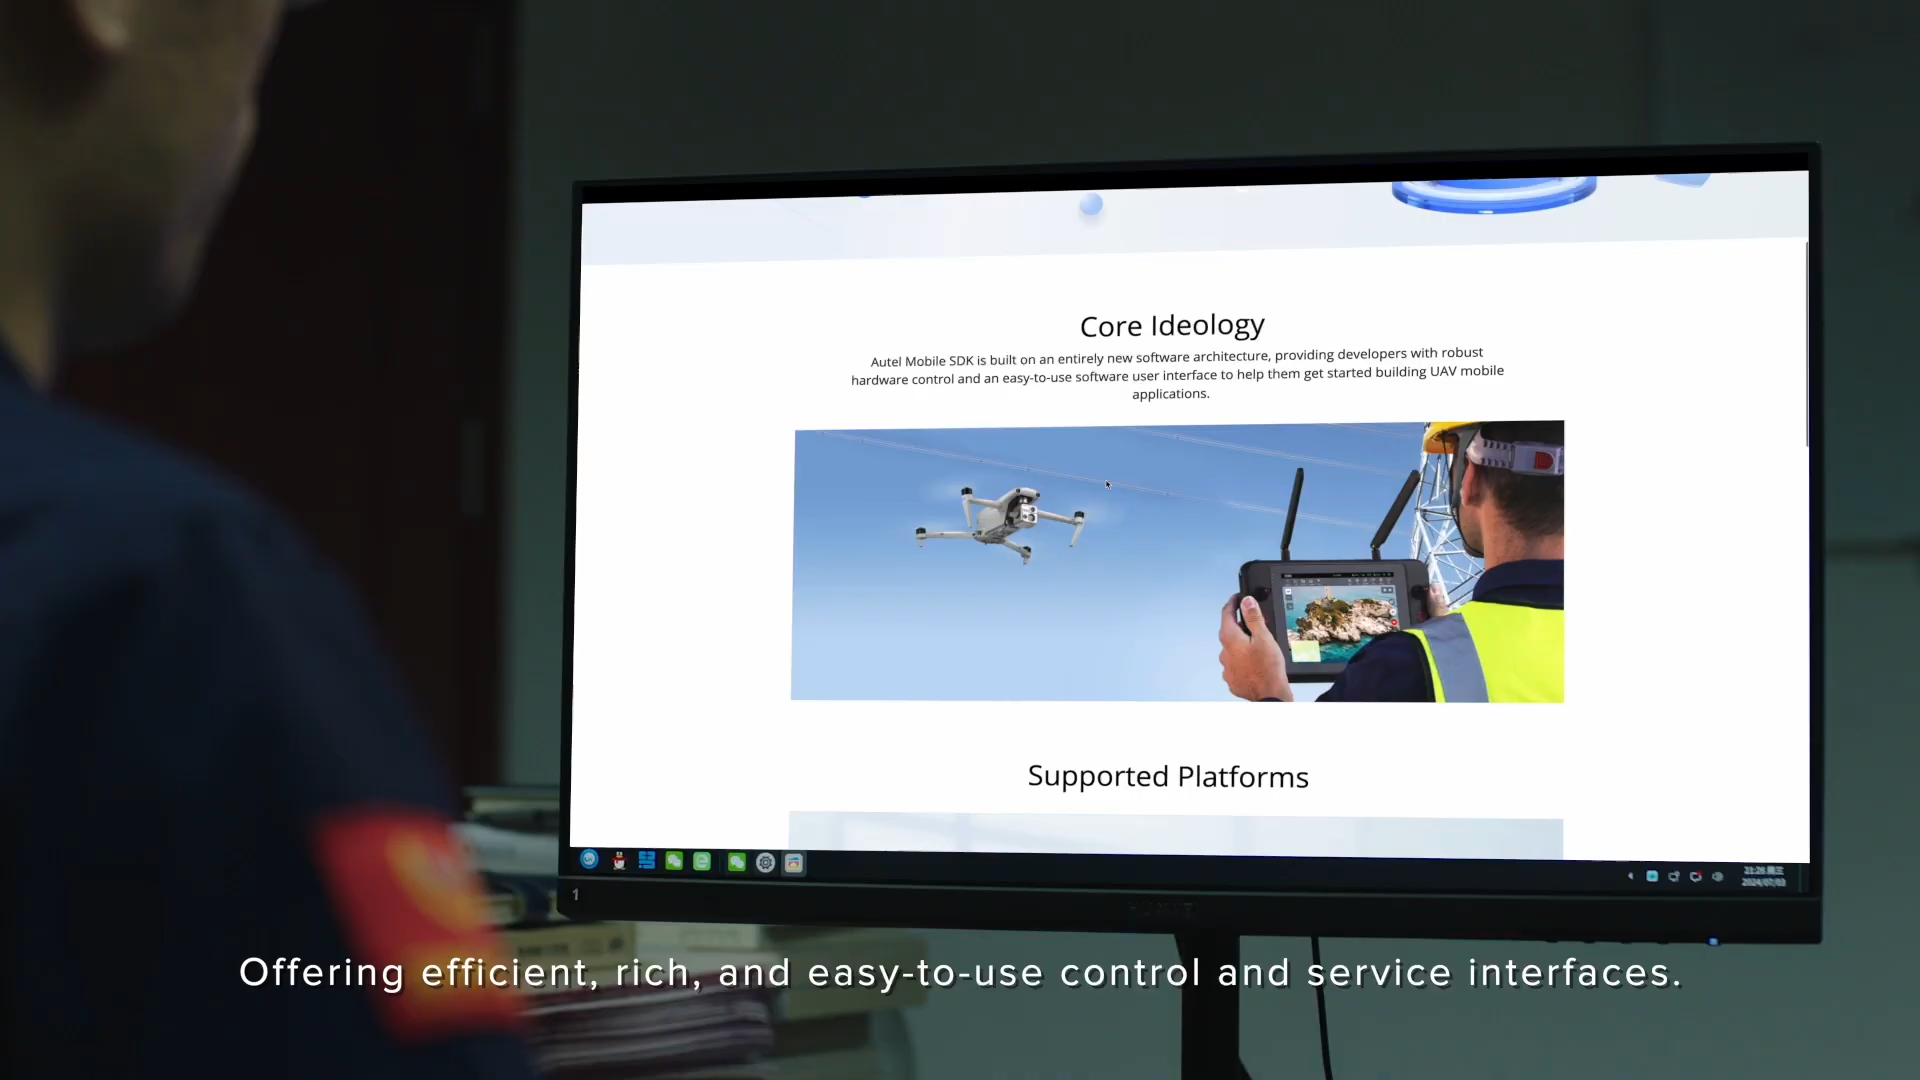 Core Ideology
Autel Mobile SDK is built on an entirely new software architecture, providing developers with robust
hardware control and an easy-to-use software user interface to help them get started building UAV mobile
applications.
Supported Platforms
1
Offering efficient, rich, and easy-to-use control and service interfaces.